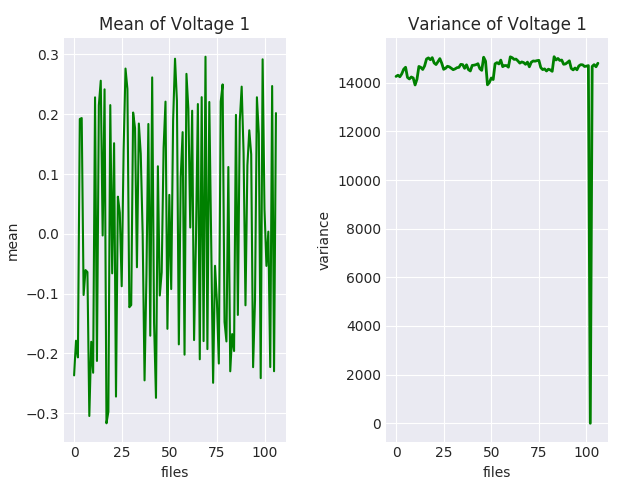 Mean of Voltage 1
0.3
0.2
0.1
0.0
−0.1
−0.2
−0.3
mean
0 25 50 75 100
files
Variance of Voltage 1
14000
12000
10000
8000
6000
4000
2000
0
variance
0 25 50 75 100
files